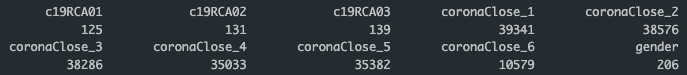 c19RCA01 c19RCA02 c19RCA03 coronaClose_1 coronaClose_2
125 131 139 39341 38576
coronaClose_3 coronaClose_4 coronaClose_5 coronaClose_6 gender
38286 35033 35382 10579 206